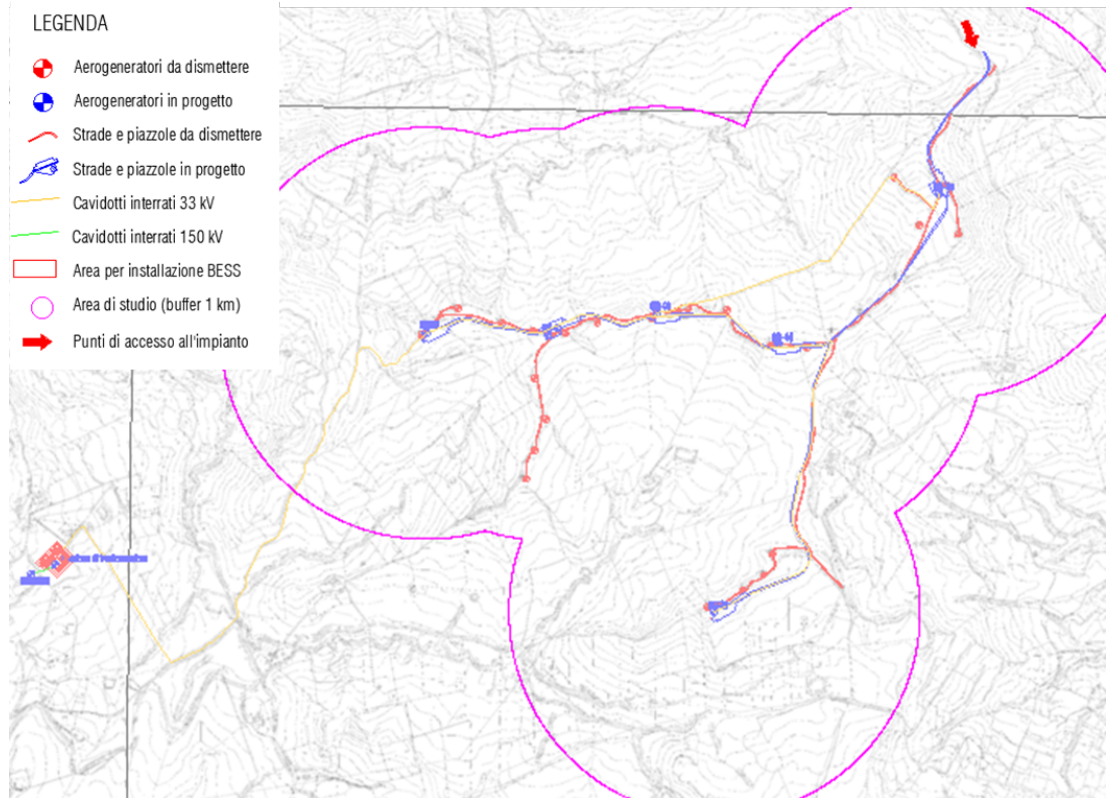 LEGENDA
Aerogeneratori da dismettere
Aerogeneratori in progetto
Strade e piazzole da dismettere
Strade e piazzole in progetto
Cavidotti interrati 33 kV
Cavidotti interrati 150 kV
Area per installazione BESS
Area di studio (buffer 1 km)
Punti di accesso all'impianto